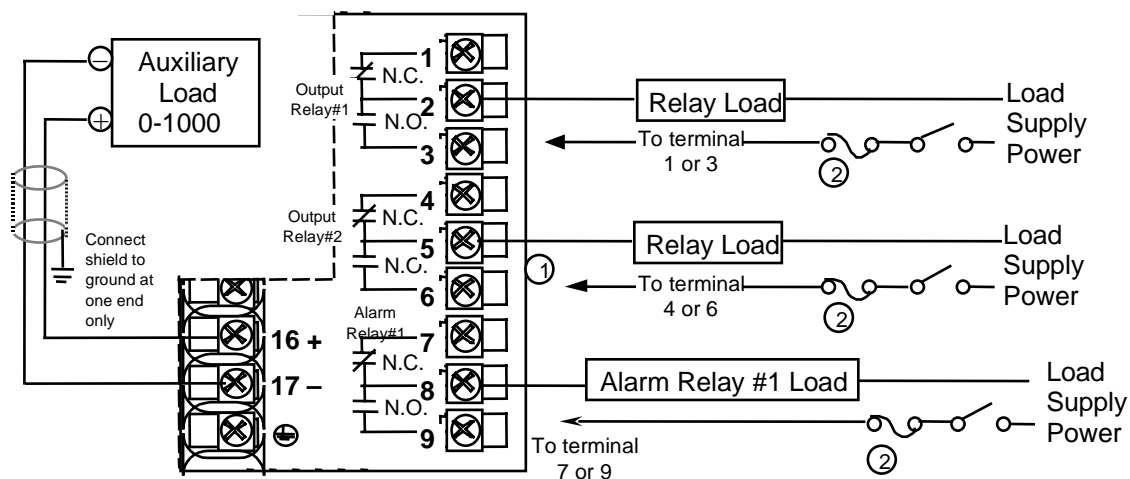 −
+
Auxiliary
Load
0-1000
Connect
shield to
ground at
one end
only
16 +
17 –
Output
Relay#1
N.C.
N.O.
1
2
3
Output
Relay#2
N.C.
N.O.
4
5
6
Alarm
Relay#1
N.C.
N.O.
7
8
9
1
Relay Load
To terminal
1 or 3
2
Load
Supply
Power
Relay Load
To terminal
4 or 6
2
Load
Supply
Power
Alarm Relay #1 Load
To terminal
7 or 9
2
Load
Supply
Power